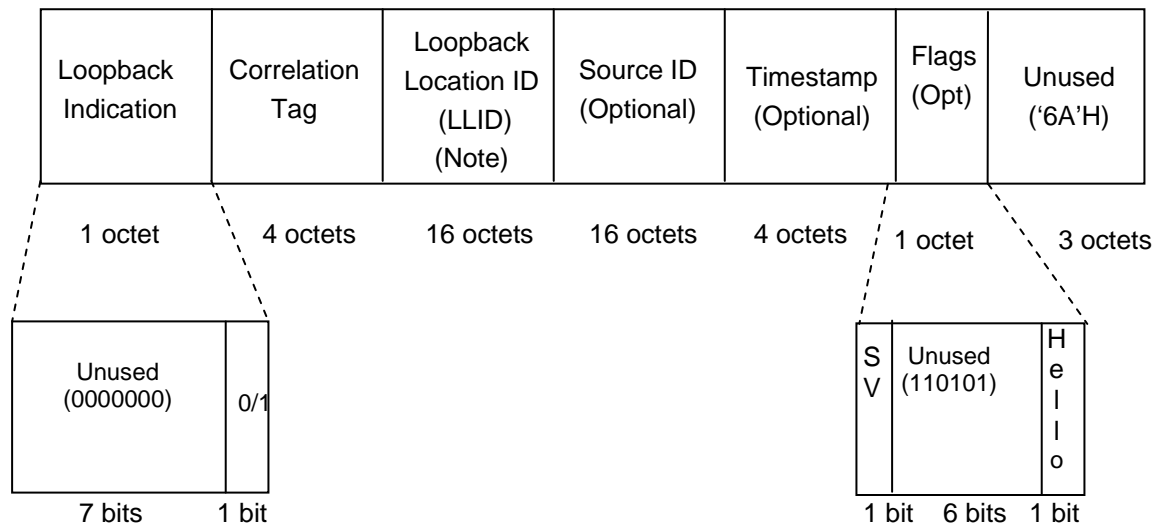 Loopback
Indication
Correlation
Tag
Loopback
Location ID
(LLID)
(Note)
Source ID
(Optional)
Timestamp
(Optional)
Flags
(Opt)
Unused
(‘6A’H)
1 octet
4 octets
16 octets
16 octets
4 octets
1 octet
3 octets
Unused
(0000000)
0/1
S
V
Unused
(110101)
H
e
l
l
o
7 bits
1 bit
1 bit
6 bits
1 bit